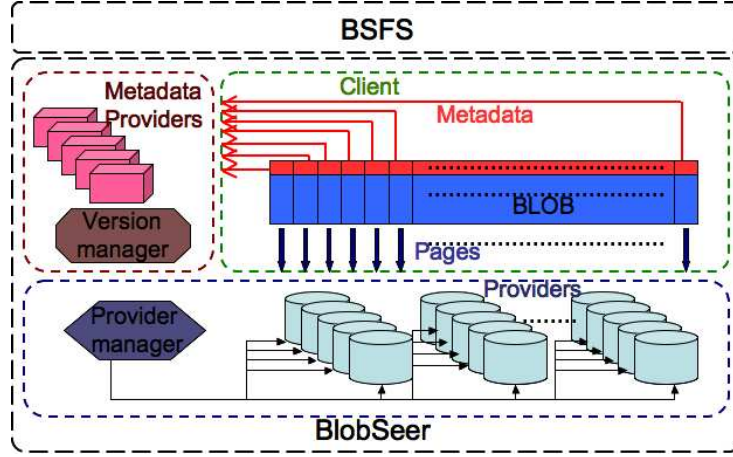 BSFS
Client
Metadata
Providers
Metadata
BLOB
Version
manager
Pages
Providers
Provider
manager
BlobSeer